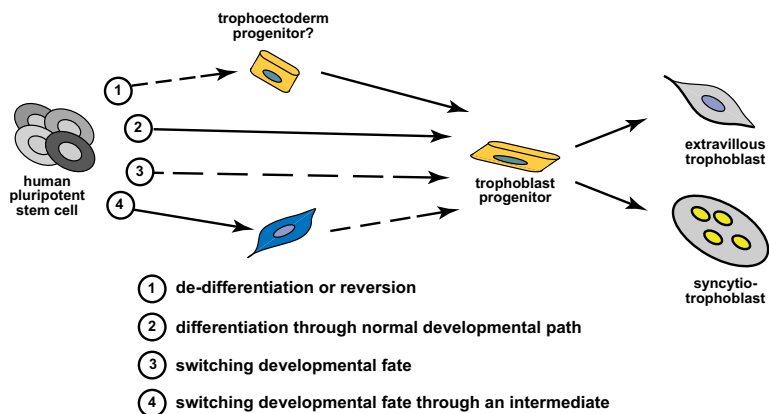 trophoectoderm
progenitor?
1
2
3
4
human
pluripotent
stem cell
trophoblast
progenitor
extravillous
trophoblast
syncytio-
trophoblast
1 de-differentiation or reversion
2 differentiation through normal developmental path
3 switching developmental fate
4 switching developmental fate through an intermediate